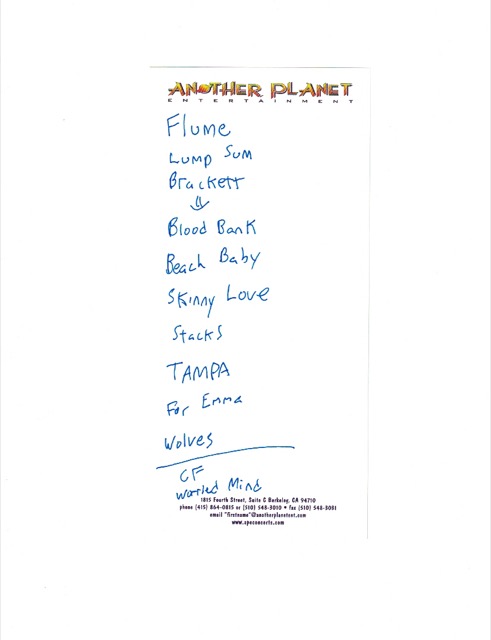 ANOTHER PLANET
ENTERTAINMENT
Flume
Lump Sum
Brackett
Blood Bank
Beach Baby
Skinny Love
Stacks
TAMPA
For Emma
Wolves
CF
Worried Mind
1815 Fourth Street, Suite C Berkeley, CA 94710
phone (415) 864-0815 or (510) 548-3010 • fax (510) 548-3051
email "firstname"@anotherplanetent.com
www.apeconcerts.com